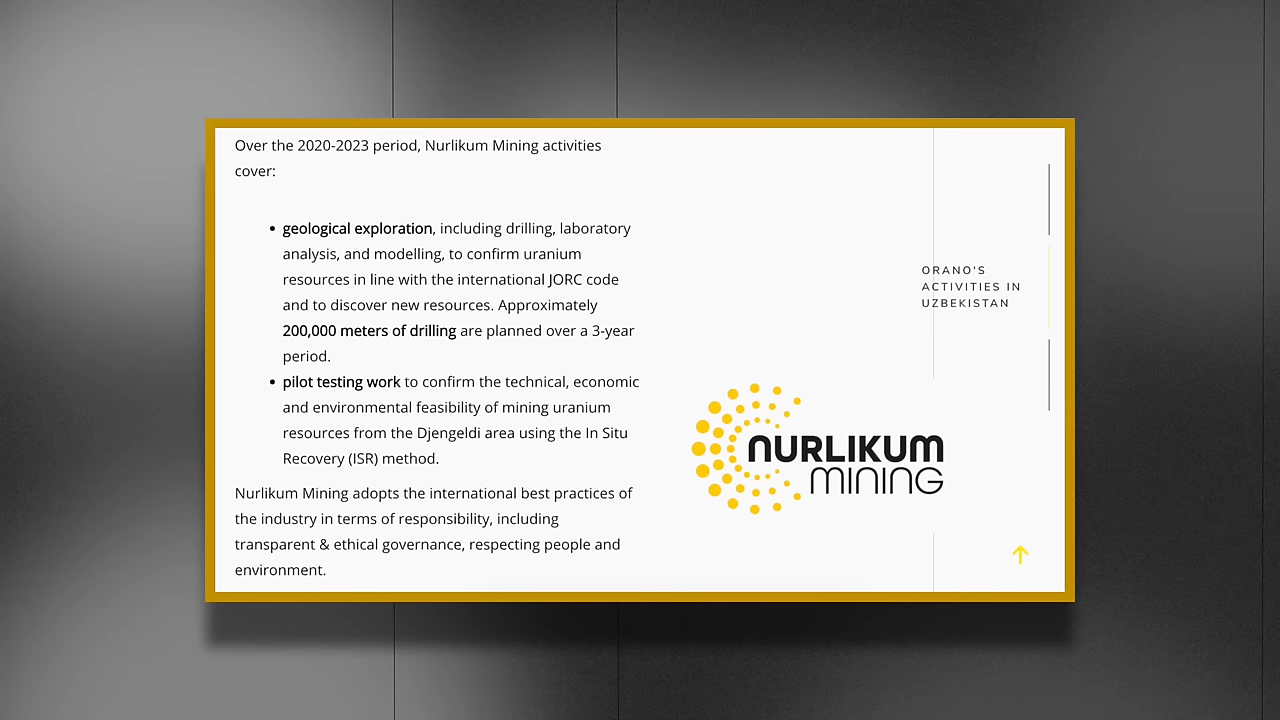 Over the 2020-2023 period, Nurlikum Mining activities
cover:
• geological exploration, including drilling, laboratory
analysis, and modelling, to confirm uranium
resources in line with the international JORC code
and to discover new resources. Approximately
200,000 meters of drilling are planned over a 3-year
period.
• pilot testing work to confirm the technical, economic
and environmental feasibility of mining uranium
resources from the Djengeldi area using the In Situ
Recovery (ISR) method.
Nurlikum Mining adopts the international best practices of
the industry in terms of responsibility, including
transparent & ethical governance, respecting people and
environment.
NURLIKUM
MINING
ORANO'S
ACTIVITIES IN
UZBEKISTAN